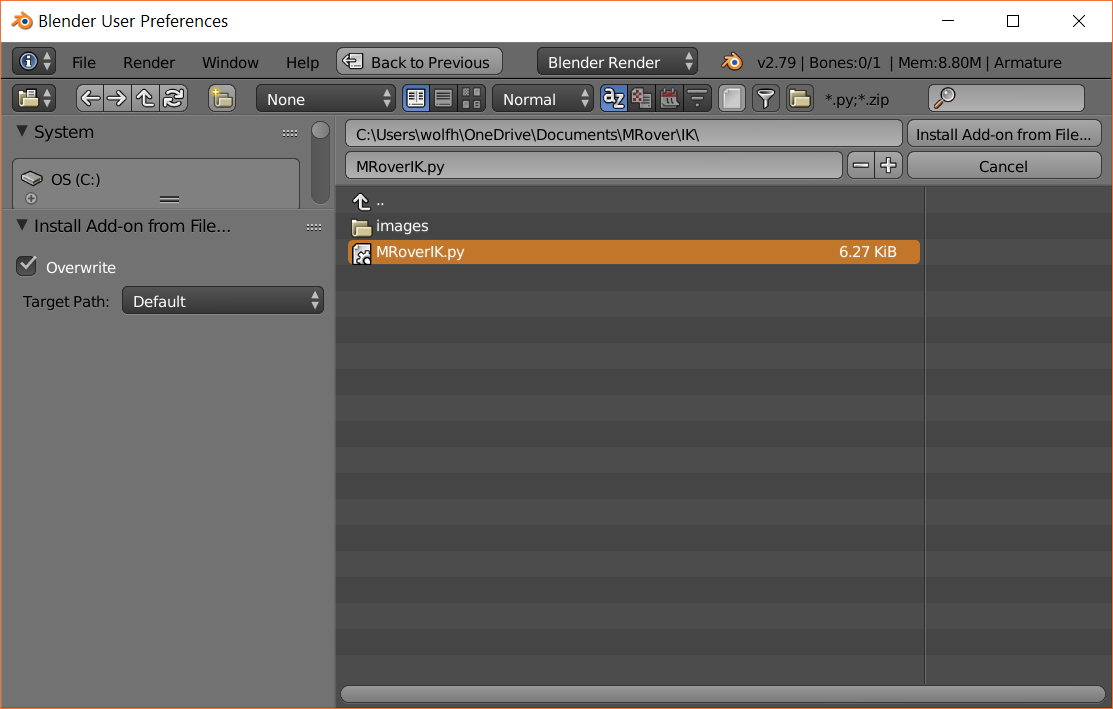 Blender User Preferences
File Render Window Help Back to Previous Blender Render v2.79 | Bones:0/1 | Mem:8.80M | Armature
None Normal az *.py;*.zip
System
OS (C:)
Install Add-on from File...
Overwrite
Target Path: Default
C:\Users\wolfh\OneDrive\Documents\MRover\IK\ Install Add-on from File...
MRoverIK.py Cancel
..
images
MRoverIK.py 6.27 KiB